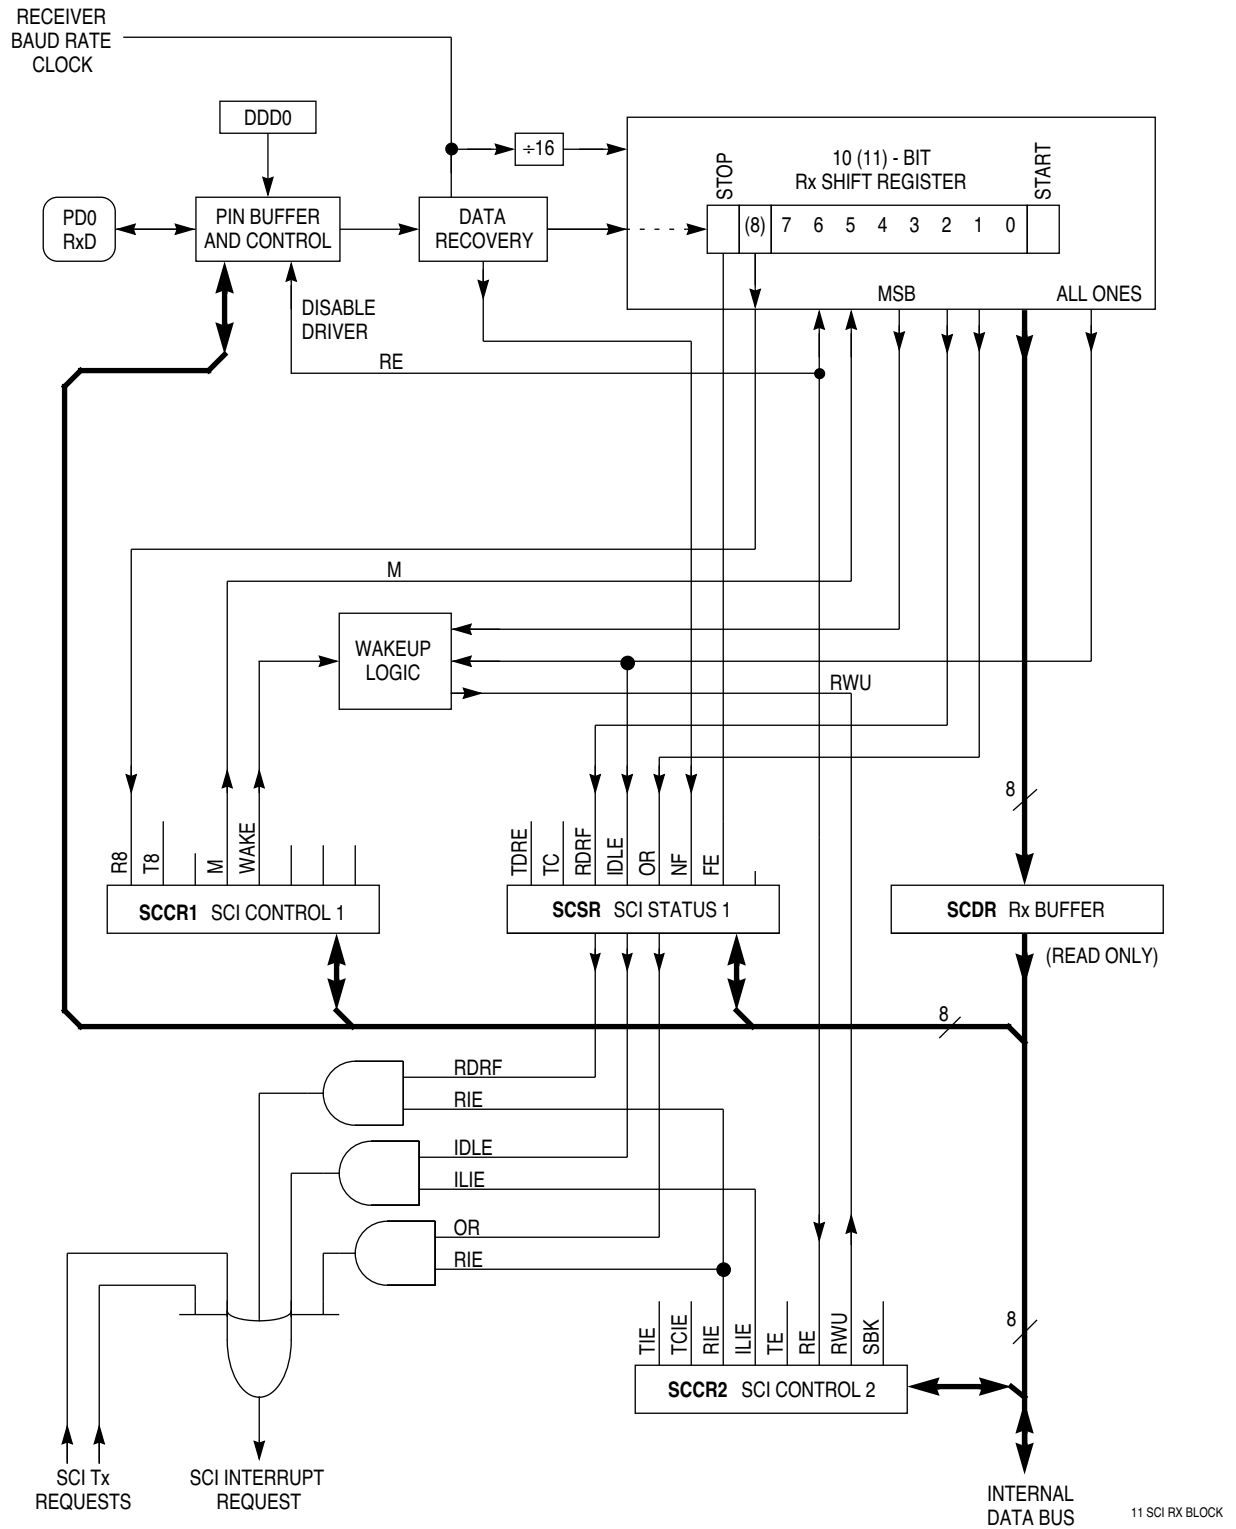 RECEIVER
BAUD RATE
CLOCK
DDD0
÷16
10 (11) - BIT
Rx SHIFT REGISTER
STOP
START
PD0
RxD
PIN BUFFER
AND CONTROL
DATA
RECOVERY
(8) 7 6 5 4 3 2 1 0
MSB
ALL ONES
DISABLE
DRIVER
RE
M
WAKEUP
LOGIC
RWU
8
R8
T8
M
WAKE
TDRE
TC
RDRF
IDLE
OR
NF
FE
SCCR1 SCI CONTROL 1
SCSR SCI STATUS 1
SCDR Rx BUFFER
(READ ONLY)
8
RDRF
RIE
IDLE
ILIE
OR
RIE
8
TIE
TCIE
RIE
ILIE
TE
RE
RWU
SBK
SCCR2 SCI CONTROL 2
SCI Tx
REQUESTS
SCI INTERRUPT
REQUEST
INTERNAL
DATA BUS
11 SCI RX BLOCK